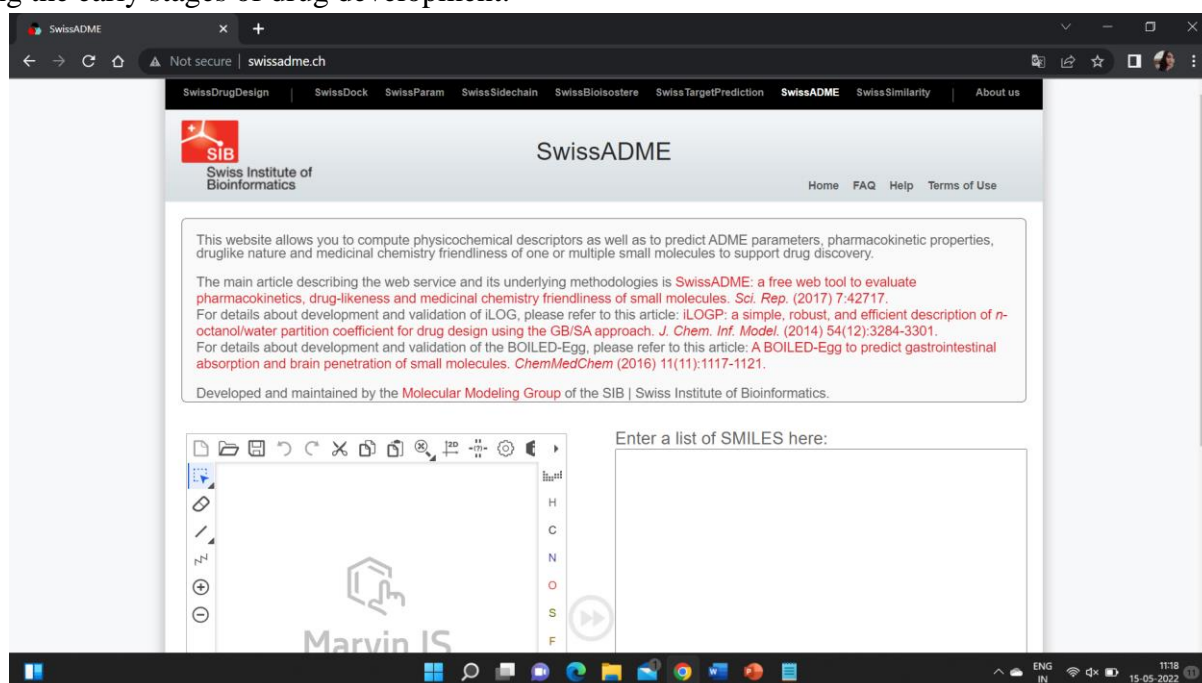 ng the early stages of drug development.
SwissADME
Not secure | swissadme.ch
SwissDrugDesign | SwissDock SwissParam SwissSidechain SwissBioisostere SwissTargetPrediction SwissADME SwissSimilarity | About us
SIB
Swiss Institute of
Bioinformatics
SwissADME
Home FAQ Help Terms of Use
This website allows you to compute physicochemical descriptors as well as to predict ADME parameters, pharmacokinetic properties,
druglike nature and medicinal chemistry friendliness of one or multiple small molecules to support drug discovery.
The main article describing the web service and its underlying methodologies is SwissADME: a free web tool to evaluate
pharmacokinetics, drug-likeness and medicinal chemistry friendliness of small molecules. Sci. Rep. (2017) 7:42717.
For details about development and validation of iLOG, please refer to this article: iLOGP: a simple, robust, and efficient description of n-
octanol/water partition coefficient for drug design using the GB/SA approach. J. Chem. Inf. Model. (2014) 54(12):3284-3301.
For details about development and validation of the BOILED-Egg, please refer to this article: A BOILED-Egg to predict gastrointestinal
absorption and brain penetration of small molecules. ChemMedChem (2016) 11(11):1117-1121.
Developed and maintained by the Molecular Modeling Group of the SIB | Swiss Institute of Bioinformatics.
Enter a list of SMILES here:
2D
H
C
N
O
S
F
Marvin JS
ENG
IN
11:18
15-05-2022